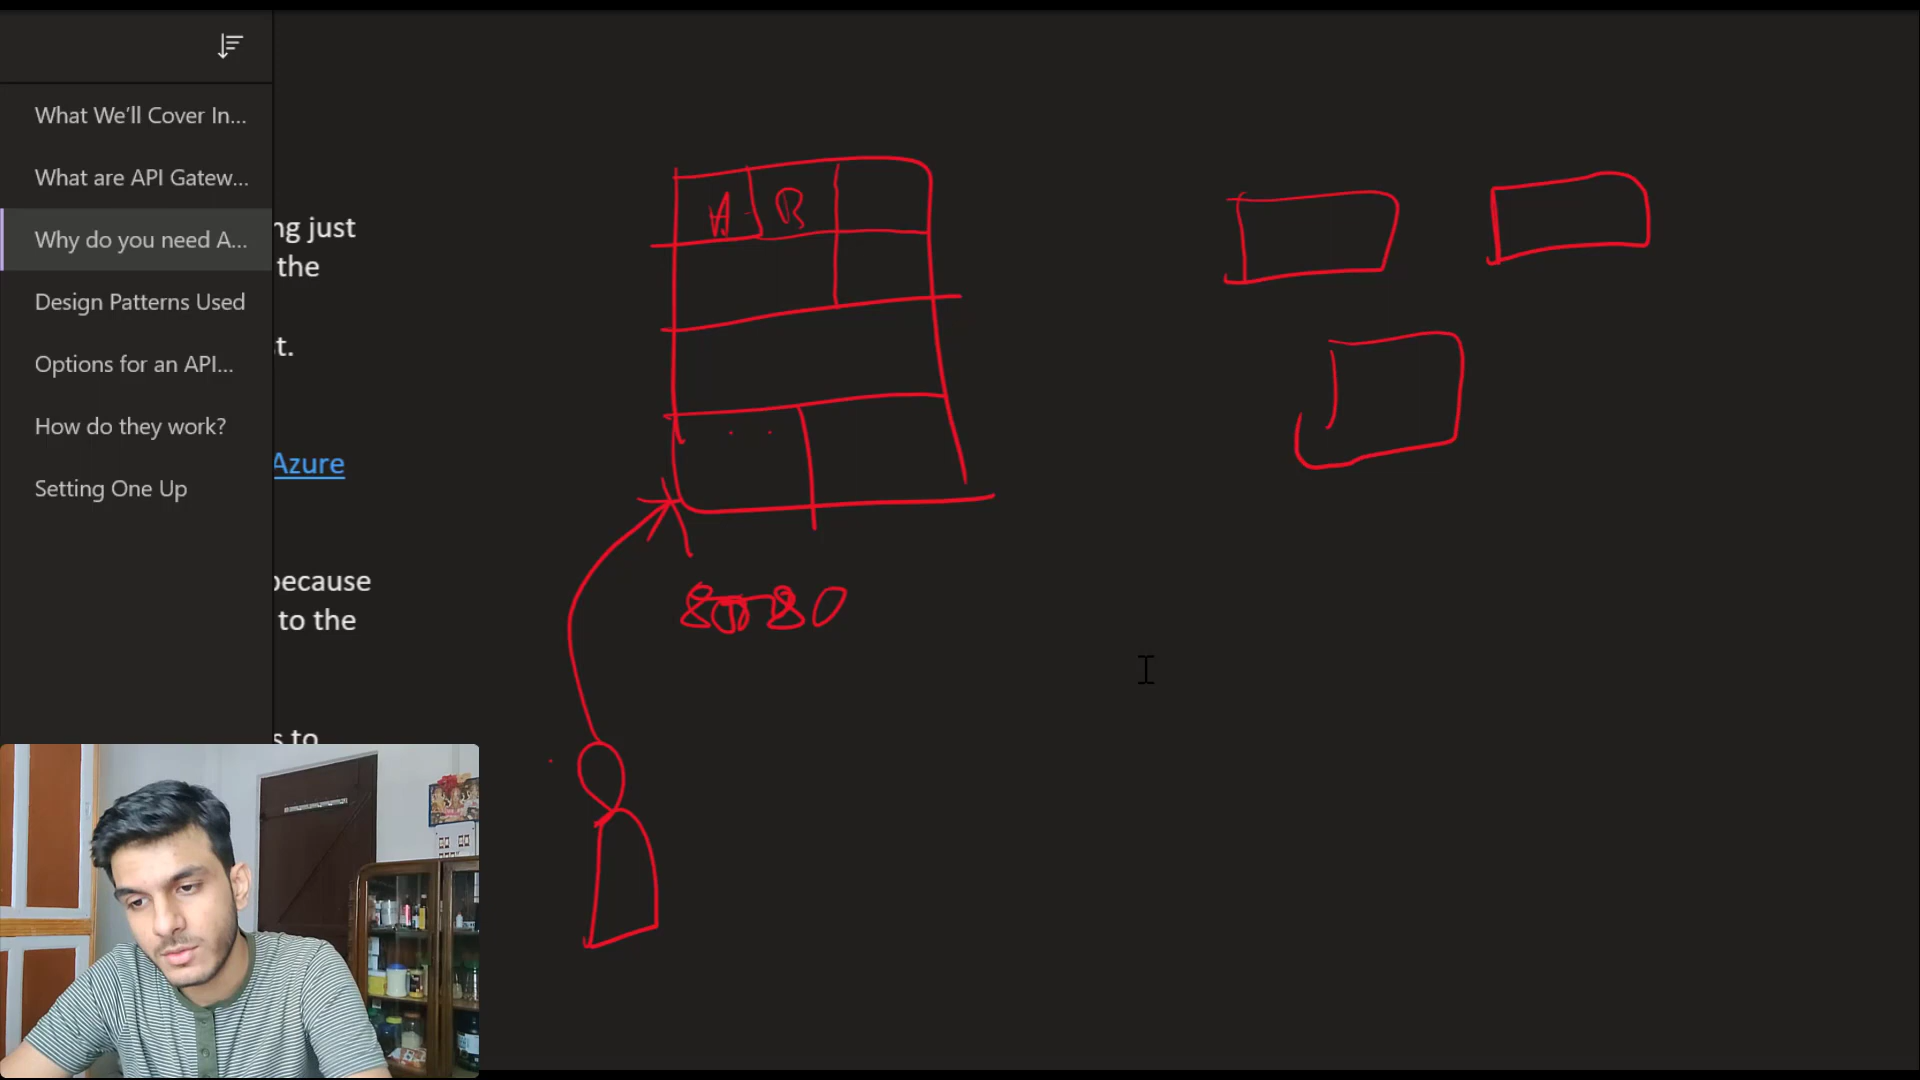 What We'll Cover In...
What are API Gatew...
Why do you need A...
Design Patterns Used
Options for an API...
How do they work?
Setting One Up
ng just
the
t.
Azure
because
to the
s to
A
B
8080